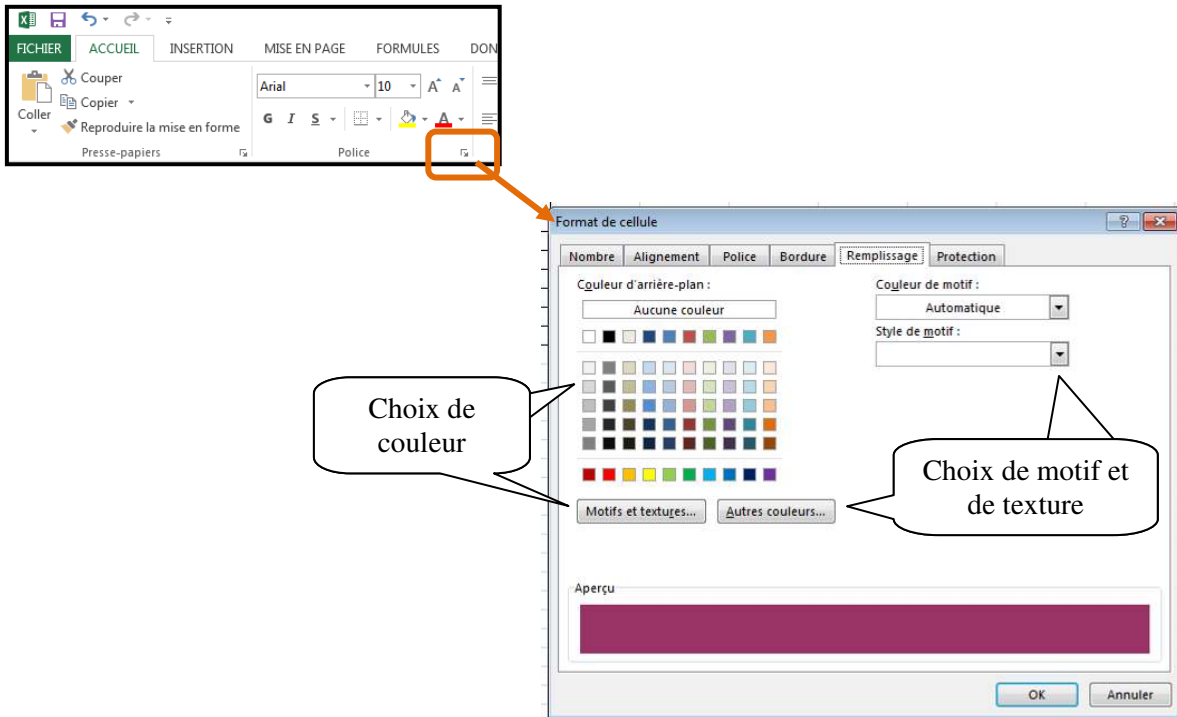 FICHIER ACCUEIL INSERTION MISE EN PAGE FORMULES DON
Coller
Couper
Copier
Reproduire la mise en forme
Presse-papiers
Arial 10 A A
G I S A
Police
Format de cellule
Nombre Alignement Police Bordure Remplissage Protection
Couleur d'arrière-plan :
Aucune couleur
Couleur de motif :
Automatique
Style de motif :
Choix de
couleur
Choix de motif et
de texture
Motifs et textures... Autres couleurs...
Aperçu
OK Annuler